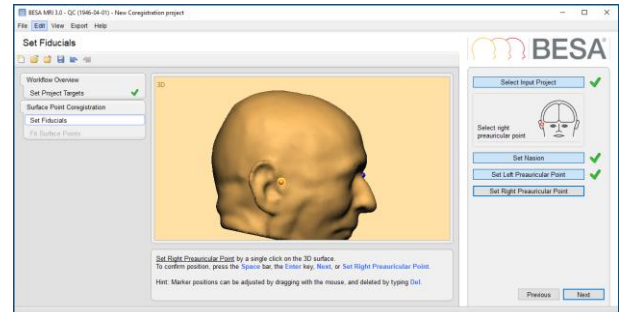 BESA MRI 3.0 - QC (1946-04-01) - New Coregistration project
File Edit View Export Help
Set Fiducials
BESA
Workflow Overview
Set Project Targets
Surface Point Coregistration
Set Fiducials
Fit Surface Points
3D
Set Right Preauricular Point by a single click on the 3D surface.
To confirm position, press the Space bar, the Enter key, Next, or Set Right Preauricular Point.
Hint: Marker positions can be adjusted by dragging with the mouse, and deleted by typing Del.
Select Input Project
Select right
preauricular point
Set Nasion
Set Left Preauricular Point
Set Right Preauricular Point
Previous Next